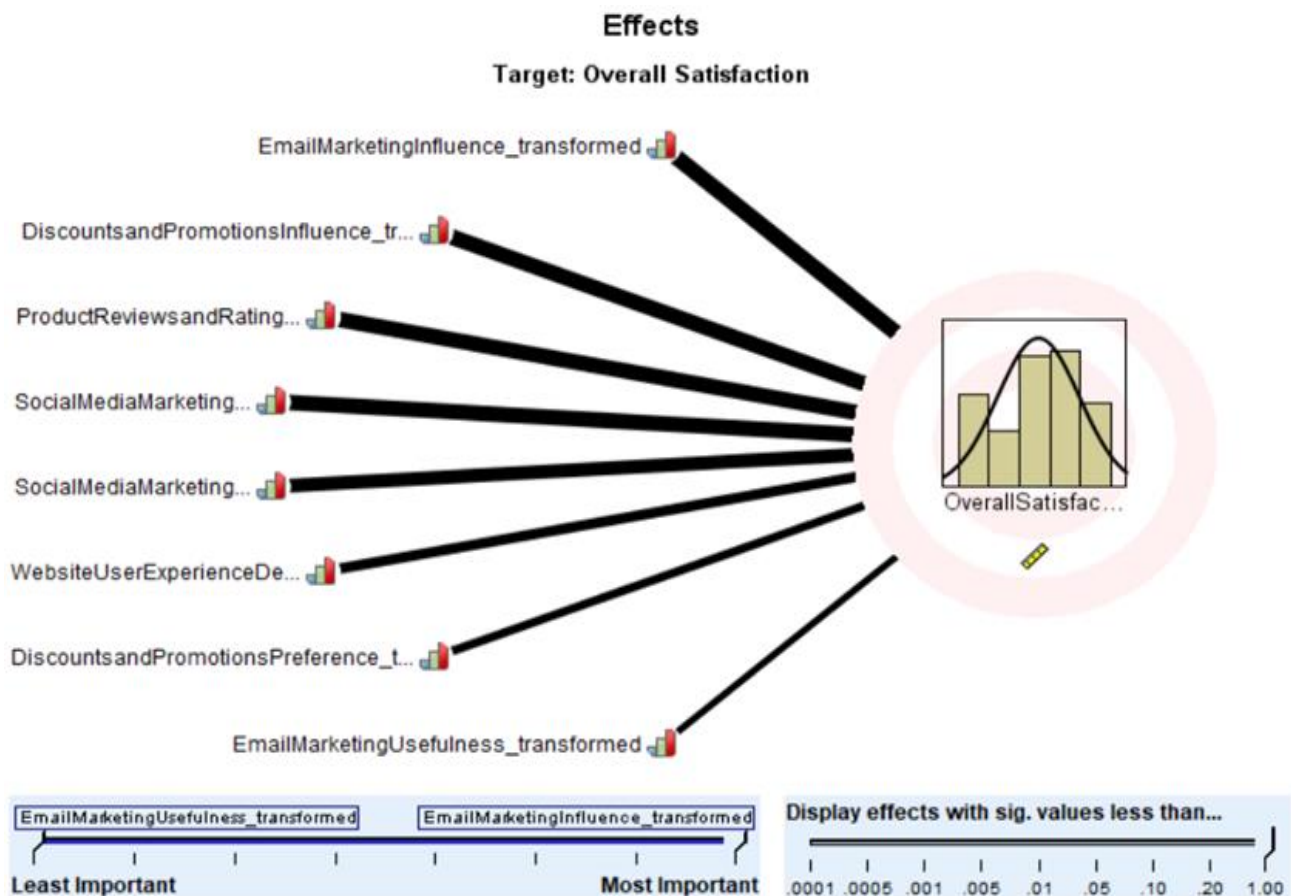 Effects
Target: Overall Satisfaction
EmailMarketingInfluence_transformed
DiscountsandPromotionsInfluence_tr...
ProductReviewsandRating...
SocialMediaMarketing...
SocialMediaMarketing...
WebsiteUserExperienceDe...
DiscountsandPromotionsPreference_t...
EmailMarketingUsefulness_transformed
OverallSatisfac...
EmailMarketingUsefulness_transformed EmailMarketingInfluence_transformed
Least Important Most Important
Display effects with sig. values less than...
.0001 .0005 .001 .005 .01 .05 .10 .20 1.00